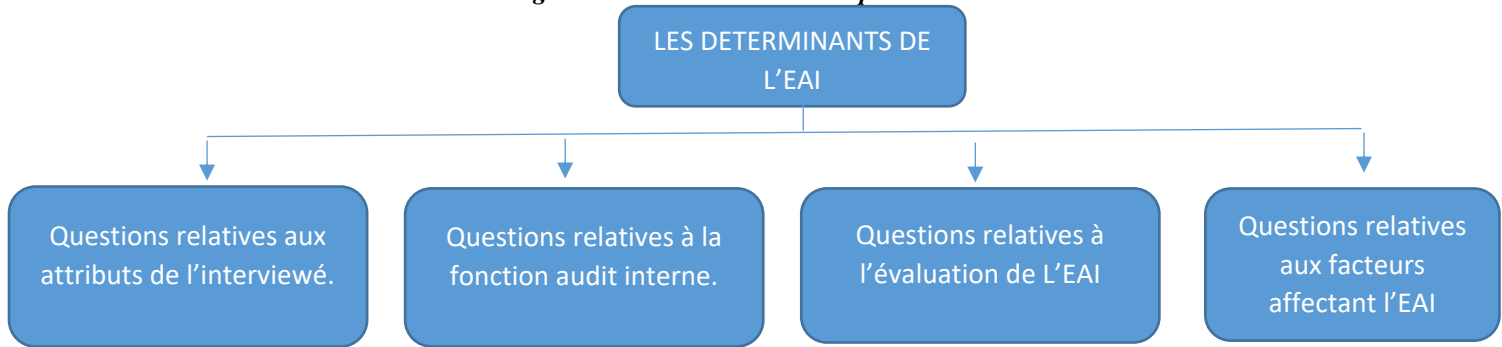 LES DETERMINANTS DE
L’EAI
Questions relatives aux
attributs de l’interviewé.
Questions relatives à la
fonction audit interne.
Questions relatives à
l’évaluation de L’EAI
Questions relatives
aux facteurs
affectant l’EAI